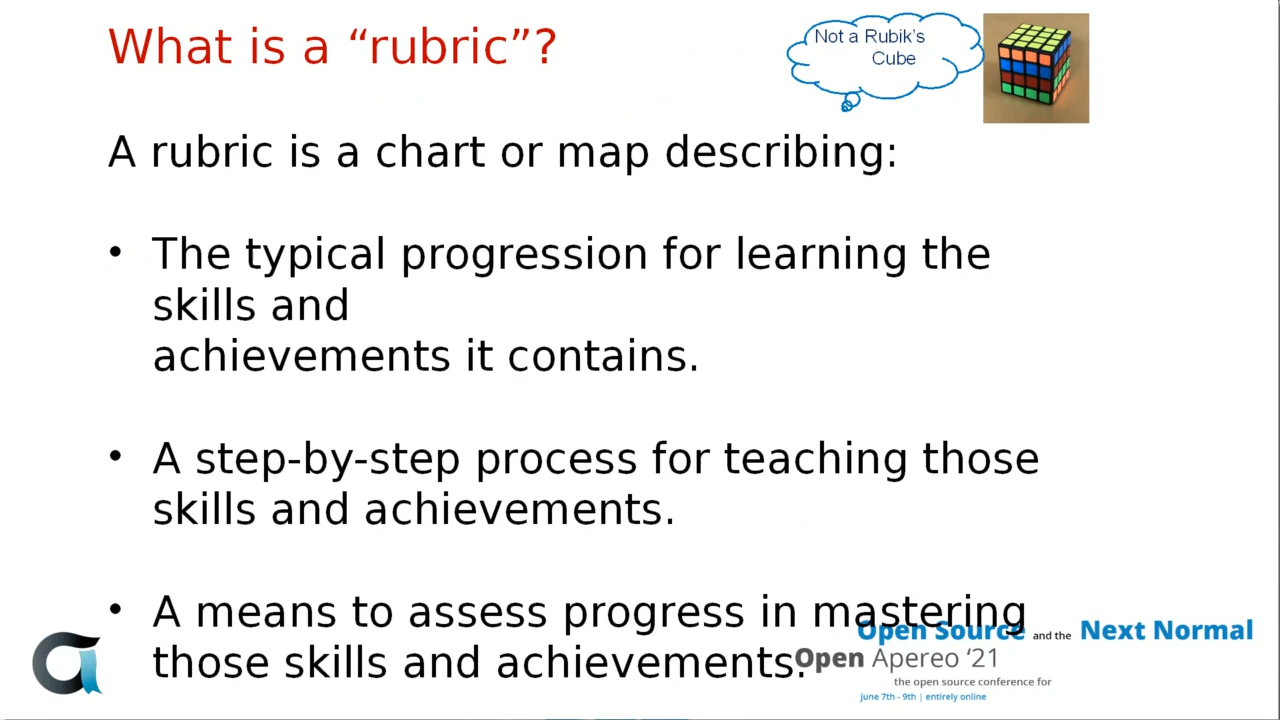 What is a “rubric”?
Not a Rubik's
Cube
A rubric is a chart or map describing:
• The typical progression for learning the
skills and
achievements it contains.
• A step-by-step process for teaching those
skills and achievements.
• A means to assess progress in mastering
those skills and achievements.
Open Source and the Next Normal
Open Apereo ‘21
the open source conference for
June 7th - 9th | entirely online